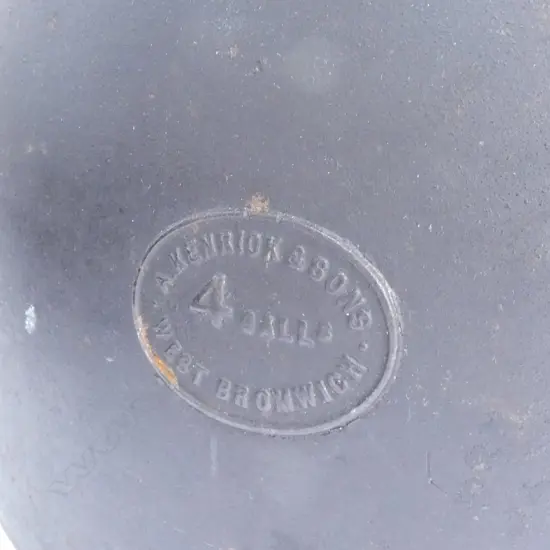 A. KENRICK & SONS
4 GALLS
WEST BROMWICH